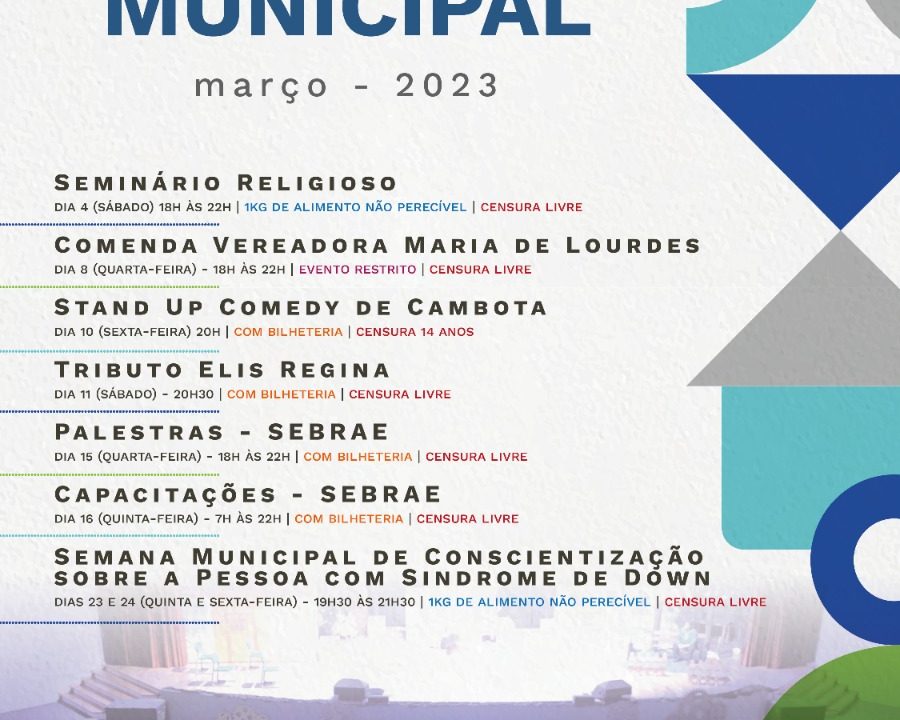 MUNICIPAL
março - 2023
Seminário Religioso
DIA 4 (SÁBADO) 18H ÀS 22H | 1KG DE ALIMENTO NÃO PERECÍVEL | CENSURA LIVRE
Comenda Vereadora Maria de Lourdes
DIA 8 (QUARTA-FEIRA) - 18H ÀS 22H | EVENTO RESTRITO | CENSURA LIVRE
Stand Up Comedy de Cambota
DIA 10 (SEXTA-FEIRA) 20H | COM BILHETERIA | CENSURA 14 ANOS
Tributo Elis Regina
DIA 11 (SÁBADO) - 20H30 | COM BILHETERIA | CENSURA LIVRE
Palestras - SEBRAE
DIA 15 (QUARTA-FEIRA) - 18H ÀS 22H | COM BILHETERIA | CENSURA LIVRE
Capacitações - SEBRAE
DIA 16 (QUINTA-FEIRA) - 7H ÀS 22H | COM BILHETERIA | CENSURA LIVRE
Semana Municipal de Conscientização
sobre a Pessoa com Sindrome de Down
DIAS 23 E 24 (QUINTA E SEXTA-FEIRA) - 19H30 ÀS 21H30 | 1KG DE ALIMENTO NÃO PERECÍVEL | CENSURA LIVRE